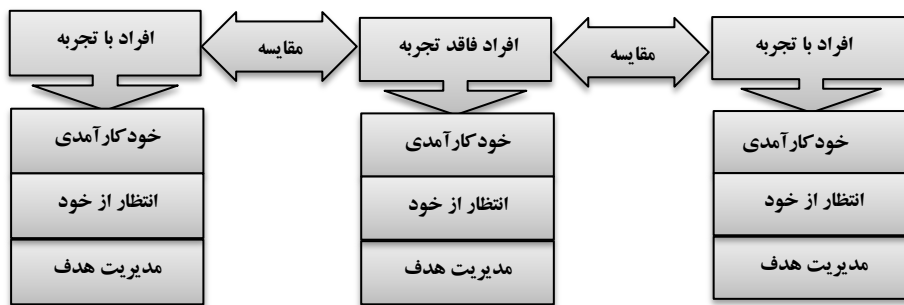 افراد با تجربه
مقایسه
افراد فاقد تجربه
مقایسه
افراد با تجربه
خودکارآمدی
انتظار از خود
مدیریت هدف
خودکارآمدی
انتظار از خود
مدیریت هدف
خودکارآمدی
انتظار از خود
مدیریت هدف